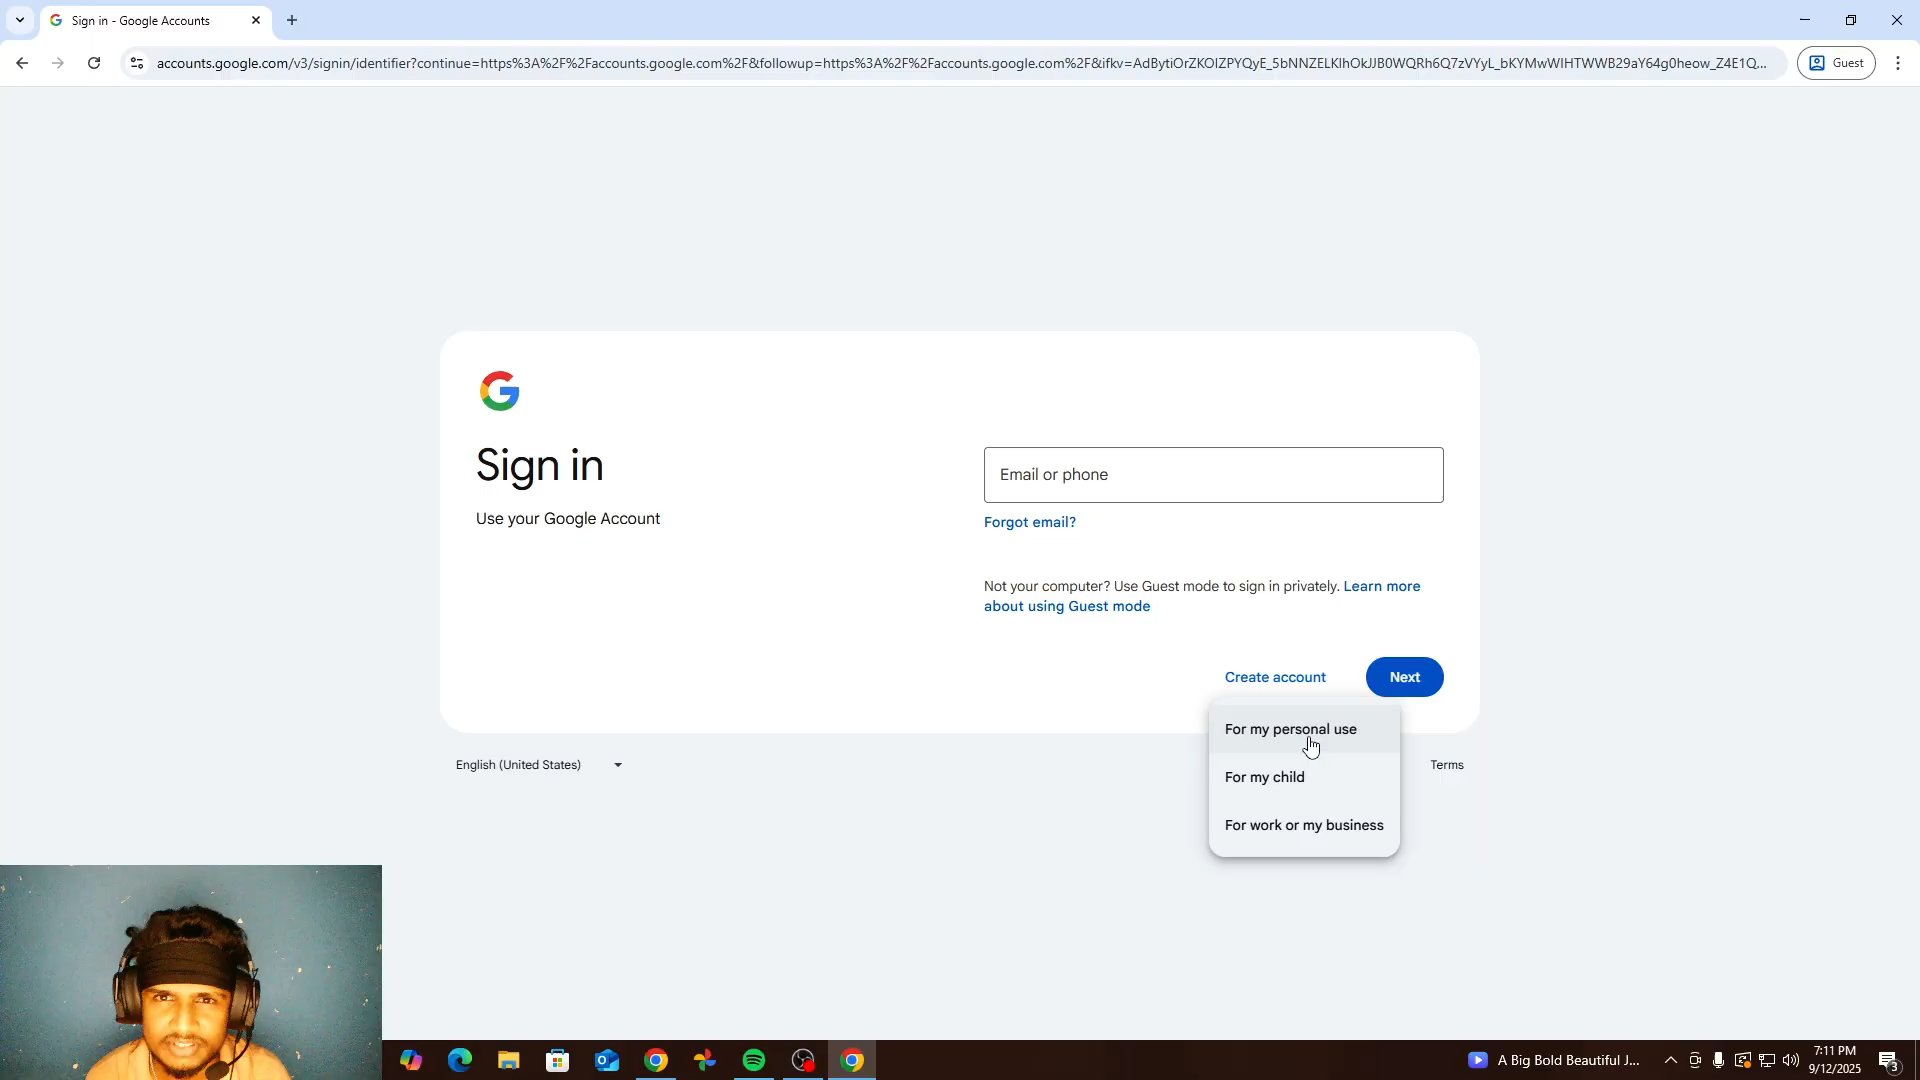 Sign in - Google Accounts
accounts.google.com/v3/signin/identifier?continue=https%3A%2F%2Faccounts.google.com%2F&followup=https%3A%2F%2Faccounts.google.com%2F&ifkv=AdBytiOrZKOIZPYQyE_5bNNZELKlhOkJJB0WQRh6Q7zVYyL_bKYMwWIHTWWB29aY64g0heow_Z4E1Q...
Guest
Sign in
Use your Google Account
Email or phone
Forgot email?
Not your computer? Use Guest mode to sign in privately. Learn more
about using Guest mode
Create account
Next
For my personal use
For my child
For work or my business
English (United States)
Terms
A Big Bold Beautiful J...
7:11 PM
9/12/2025
3